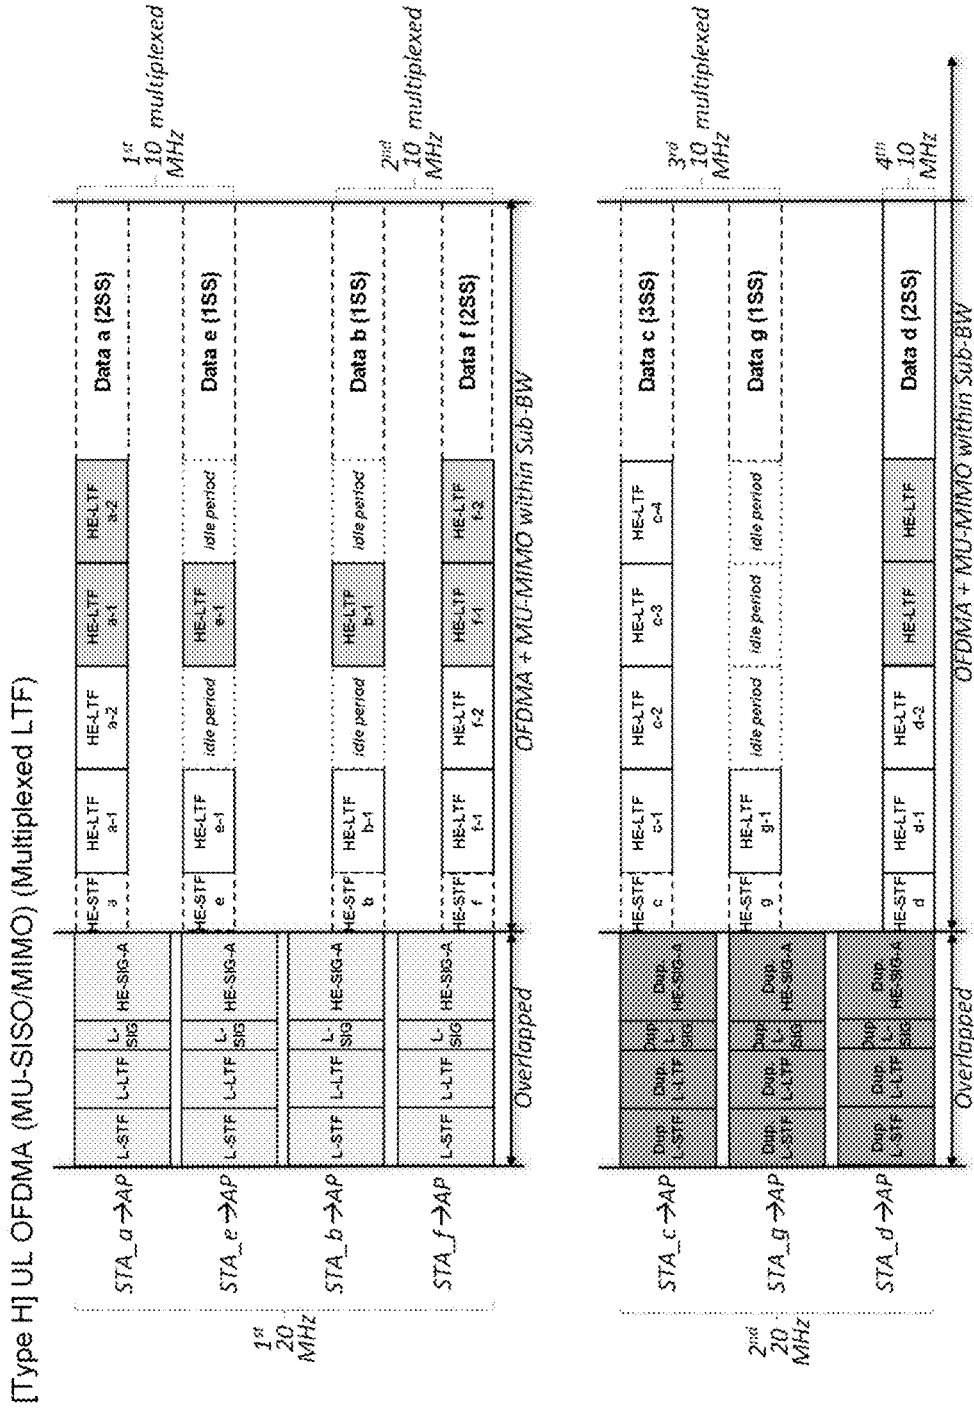 [Type H] UL OFDMA (MU-SISO/MIMO) (Multiplexed LTF)
1st
20
MHz
STA_a→AP
L-STF
L-LTF
L-
SIG
HE-SIG-A
HE-STF
a
HE-LTF
a-1
HE-LTF
a-2
HE-LTF
a-1
HE-LTF
a-2
Data a (2SS)
1st
10 multiplexed
MHz
STA_e→AP
L-STF
L-LTF
L-
SIG
HE-SIG-A
HE-STF
e
HE-LTF
e-1
idle period
HE-LTF
e-1
idle period
Data e (1SS)
STA_b→AP
L-STF
L-LTF
L-
SIG
HE-SIG-A
HE-STF
b
HE-LTF
b-1
idle period
HE-LTF
b-1
idle period
Data b (1SS)
2nd
10 multiplexed
MHz
STA_f→AP
L-STF
L-LTF
L-
SIG
HE-SIG-A
HE-STF
f
HE-LTF
f-1
HE-LTF
f-2
HE-LTF
f-1
HE-LTF
f-2
Data f (2SS)
Overlapped
OFDMA + MU-MIMO within Sub-BW
2nd
20
MHz
STA_c→AP
Dup
L-STF
Dup
L-LTF
Dup
L-
SIG
Dup
HE-SIG-A
HE-STF
c
HE-LTF
c-1
HE-LTF
c-2
HE-LTF
c-3
HE-LTF
c-4
Data c (3SS)
3rd
10 multiplexed
MHz
STA_g→AP
Dup
L-STF
Dup
L-LTF
Dup
L-
SIG
Dup
HE-SIG-A
HE-STF
g
HE-LTF
g-1
idle period
idle period
idle period
Data g (1SS)
STA_d→AP
Dup
L-STF
Dup
L-LTF
Dup
L-
SIG
Dup
HE-SIG-A
HE-STF
d
HE-LTF
d-1
HE-LTF
d-2
HE-LTF
HE-LTF
Data d (2SS)
4th
10
MHz
Overlapped
OFDMA + MU-MIMO within Sub-BW